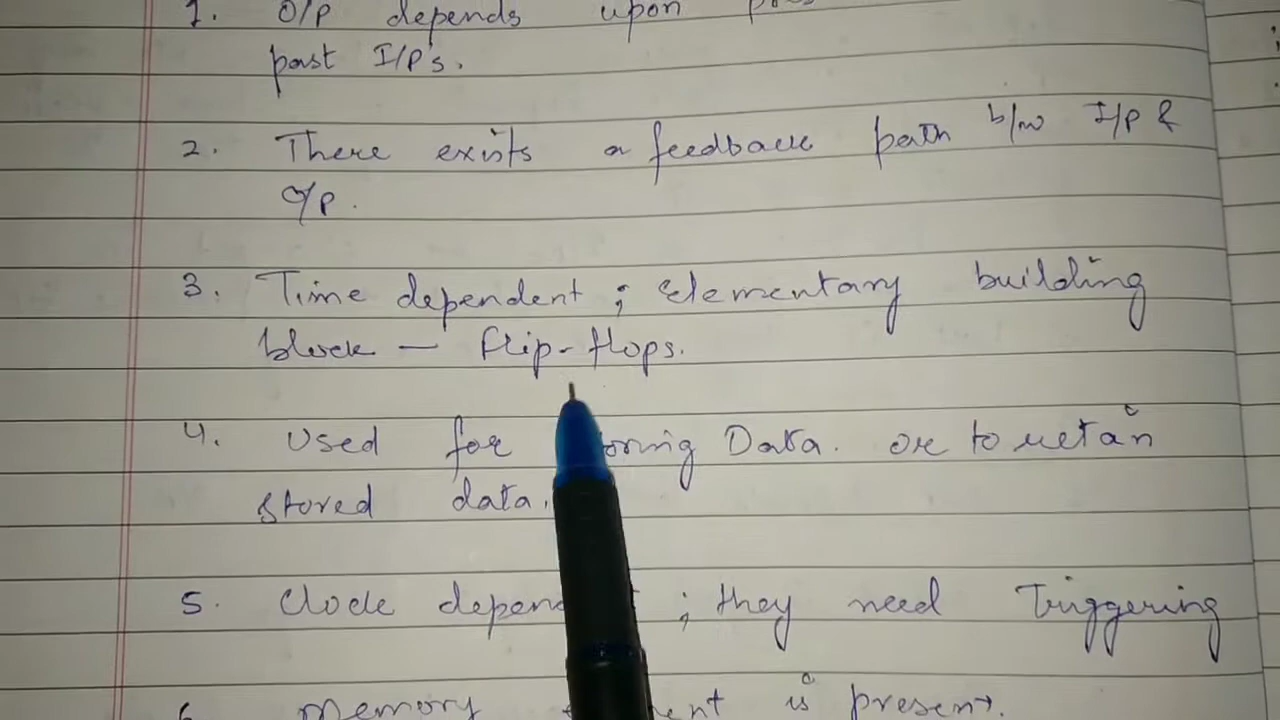 1. O/P depends upon
past I/P's.
2. There exists a feedback path b/w I/P &
O/P.
3. Time dependent ; Elementary building
block — flip-flops.
4. Used for Data. or to retain
stored data.
5. Clock ; they need Triggering
6. Memory is present.